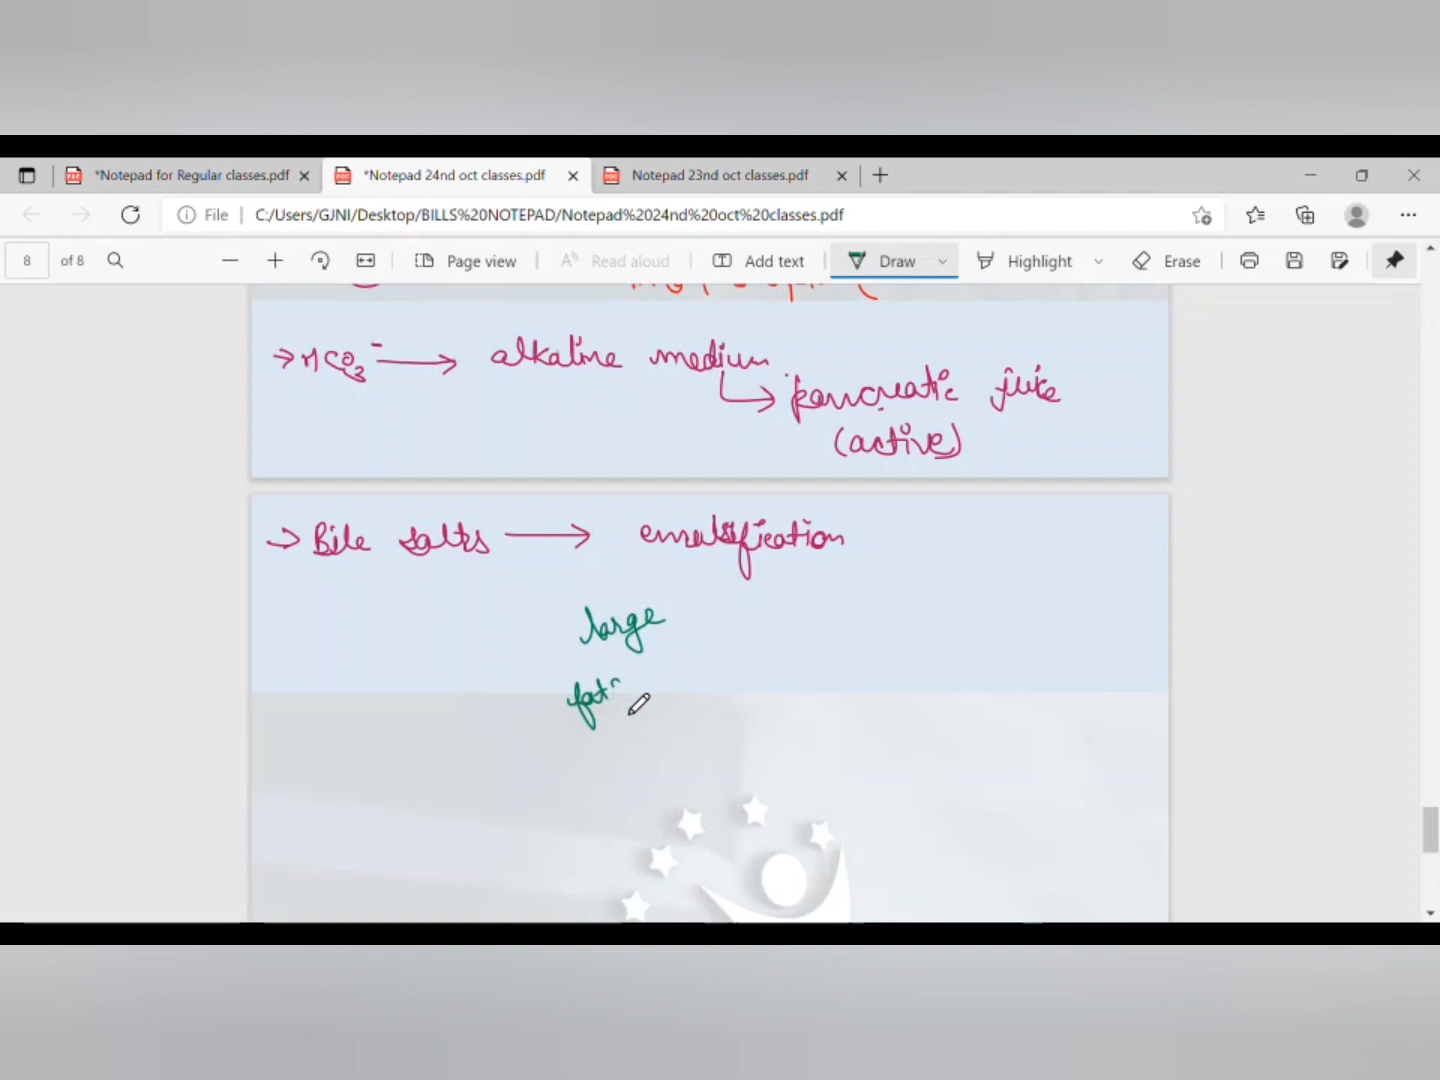 *Notepad for Regular classes.pdf
*Notepad 24nd oct classes.pdf
Notepad 23nd oct classes.pdf
File
C:/Users/GJNI/Desktop/BILLS%20NOTEPAD/Notepad%2024nd%20oct%20classes.pdf
8 of 8
Page view
Read aloud
Add text
Draw
Highlight
Erase
→ HCO₃⁻ → alkaline medium
↳ pancreatic juice
(active)
→ Bile salts → emulsification
large
fat